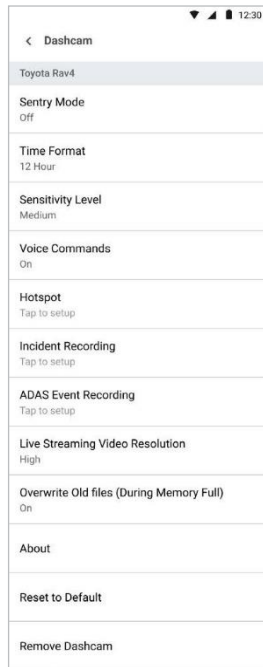 12:30
Dashcam
Toyota Rav4
Sentry Mode
Off
Time Format
12 Hour
Sensitivity Level
Medium
Voice Commands
On
Hotspot
Tap to setup
Incident Recording
Tap to setup
ADAS Event Recording
Tap to setup
Live Streaming Video Resolution
High
Overwrite Old files (During Memory Full)
On
About
Reset to Default
Remove Dashcam